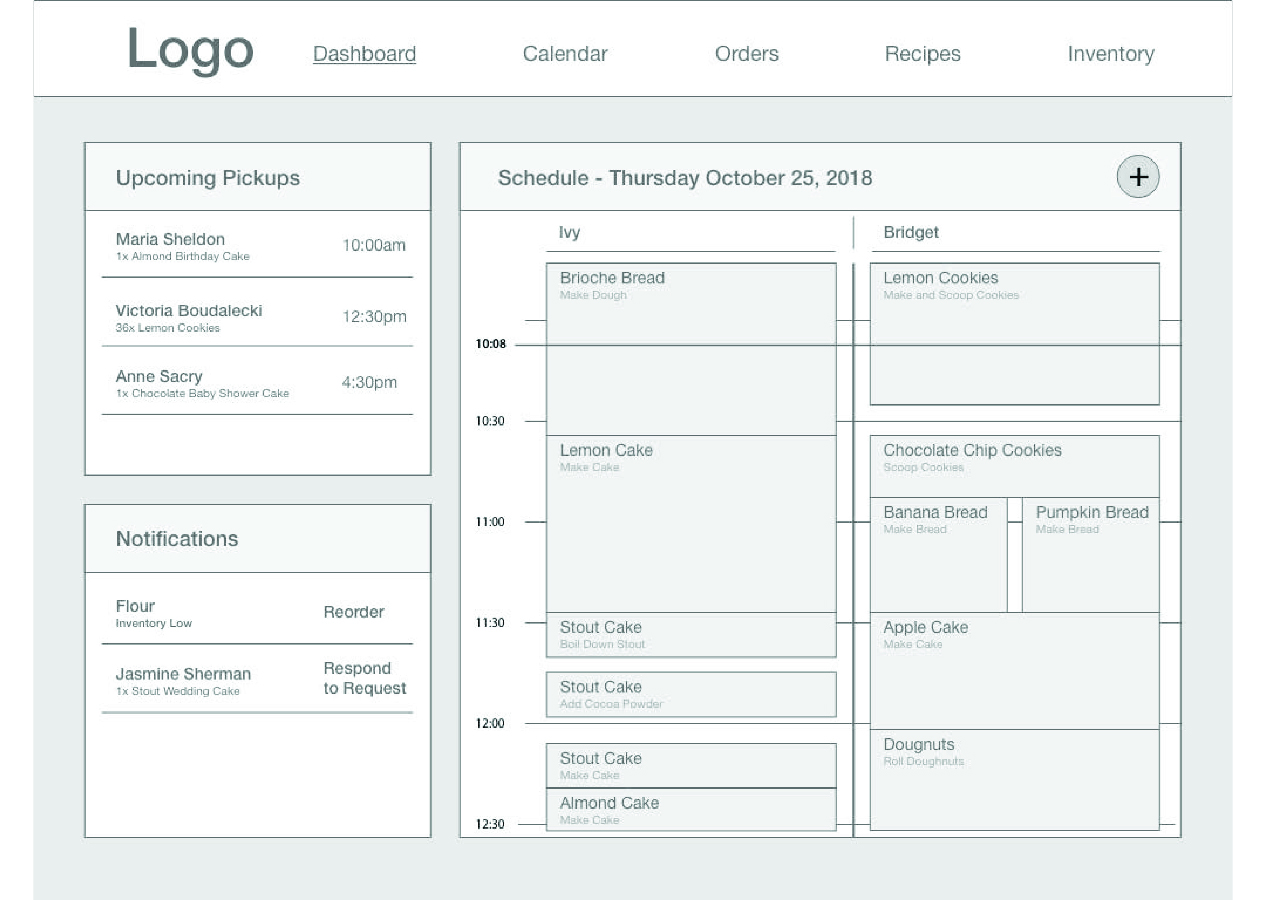 Logo
Dashboard
Calendar
Orders
Recipes
Inventory
Upcoming Pickups
Maria Sheldon
1x Almond Birthday Cake
10:00am
Victoria Boudalecki
36x Lemon Cookies
12:30pm
Anne Sacry
1x Chocolate Baby Shower Cake
4:30pm
Notifications
Flour
Inventory Low
Reorder
Jasmine Sherman
1x Stout Wedding Cake
Respond
to Request
Schedule - Thursday October 25, 2018
+
Ivy
Bridget
10:08
10:30
11:00
11:30
12:00
12:30
Brioche Bread
Make Dough
Lemon Cake
Make Cake
Stout Cake
Boil Down Stout
Stout Cake
Add Cocoa Powder
Stout Cake
Make Cake
Almond Cake
Make Cake
Lemon Cookies
Make and Scoop Cookies
Chocolate Chip Cookies
Scoop Cookies
Banana Bread
Make Bread
Pumpkin Bread
Make Bread
Apple Cake
Make Cake
Dougnuts
Roll Doughnuts